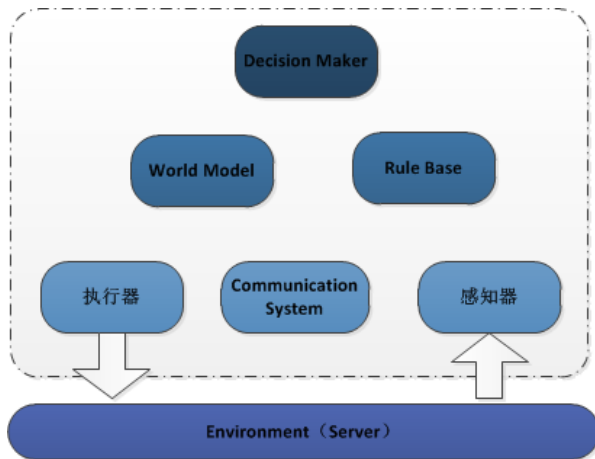 Decision Maker
World Model
Rule Base
执行器
Communication
System
感知器
Environment（Server）